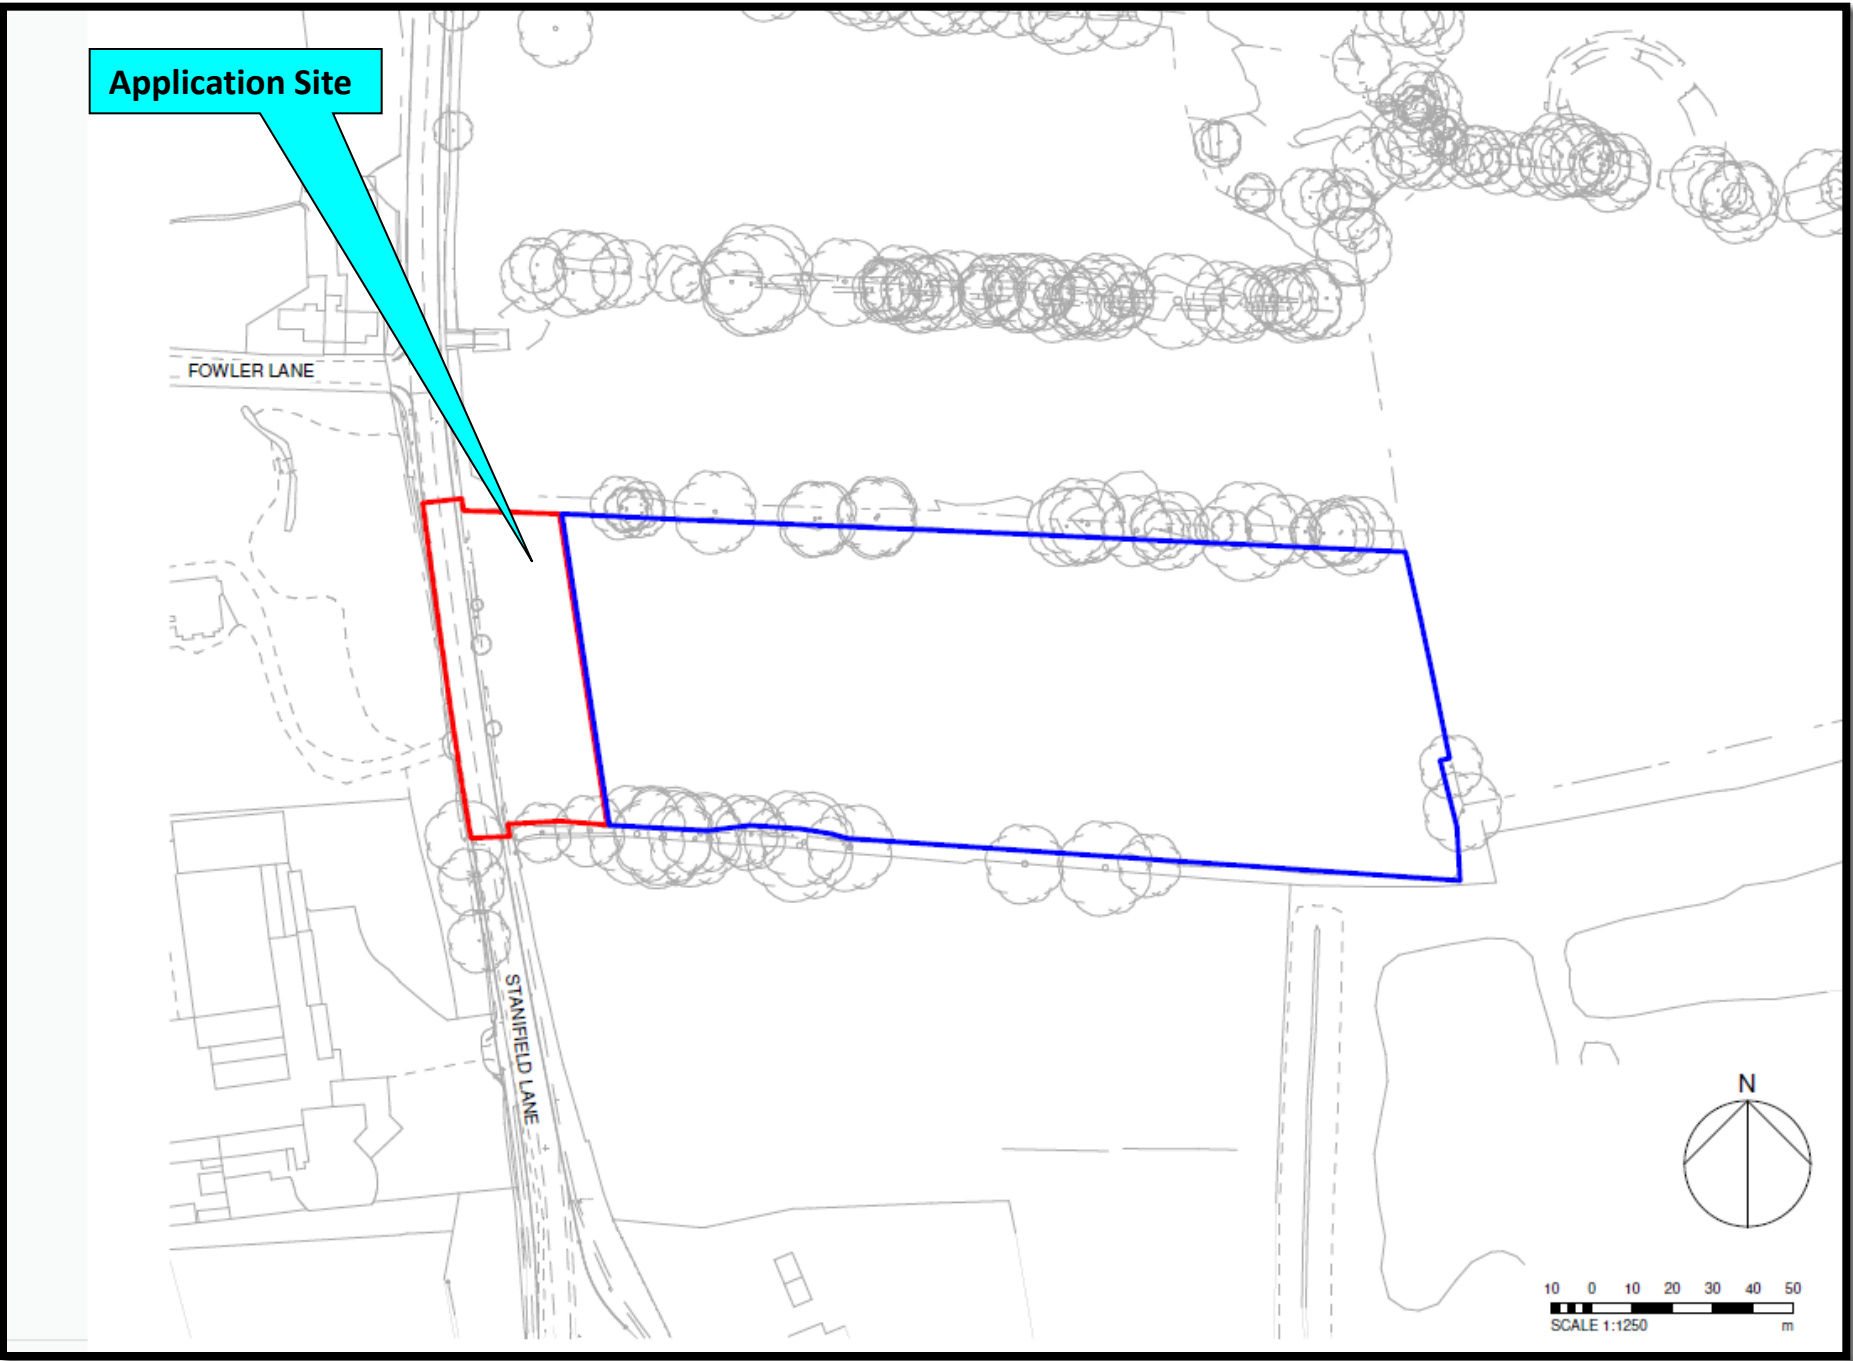 Application Site
FOWLER LANE
STANIFIELD LANE
N
10 0 10 20 30 40 50
SCALE 1:1250 m